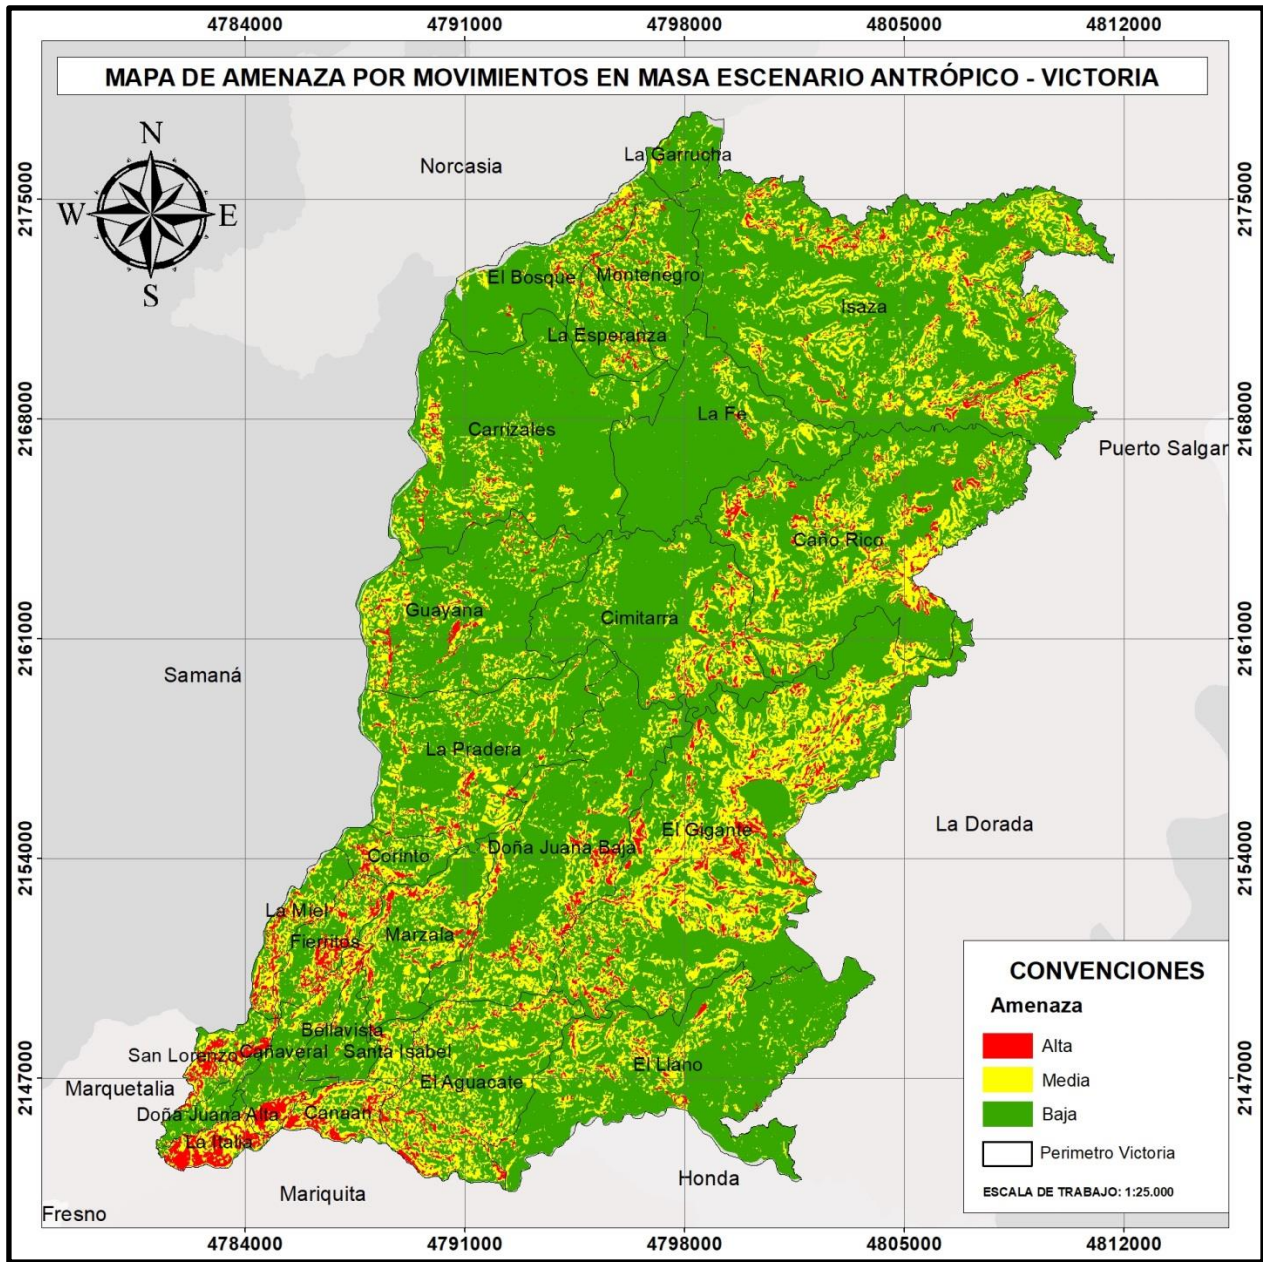 4784000 4791000 4798000 4805000 4812000
MAPA DE AMENAZA POR MOVIMIENTOS EN MASA ESCENARIO ANTRÓPICO - VICTORIA
N
W E
S
Norcasia
La Garrucha
2175000 2175000
El Bosque
Montenegro
Isaza
La Esperanza
La Fe
Carrizales
2168000 2168000
Puerto Salgar
Caño Rico
Guayana
Cimitarra
2161000 2161000
Samaná
La Pradera
El Gigante
La Dorada
Doña Juana Baja
Corinto
2154000 2154000
La Miel
Fierritos
Marzala
Bellavista
San Lorenzo
Cañaveral
Santa Isabel
El Llano
El Aguacate
Marquetalia
2147000 2147000
Doña Juana Alta
Canaan
La Italia
Mariquita
Honda
Fresno
CONVENCIONES
Amenaza
Alta
Media
Baja
Perimetro Victoria
ESCALA DE TRABAJO: 1:25.000
4784000 4791000 4798000 4805000 4812000